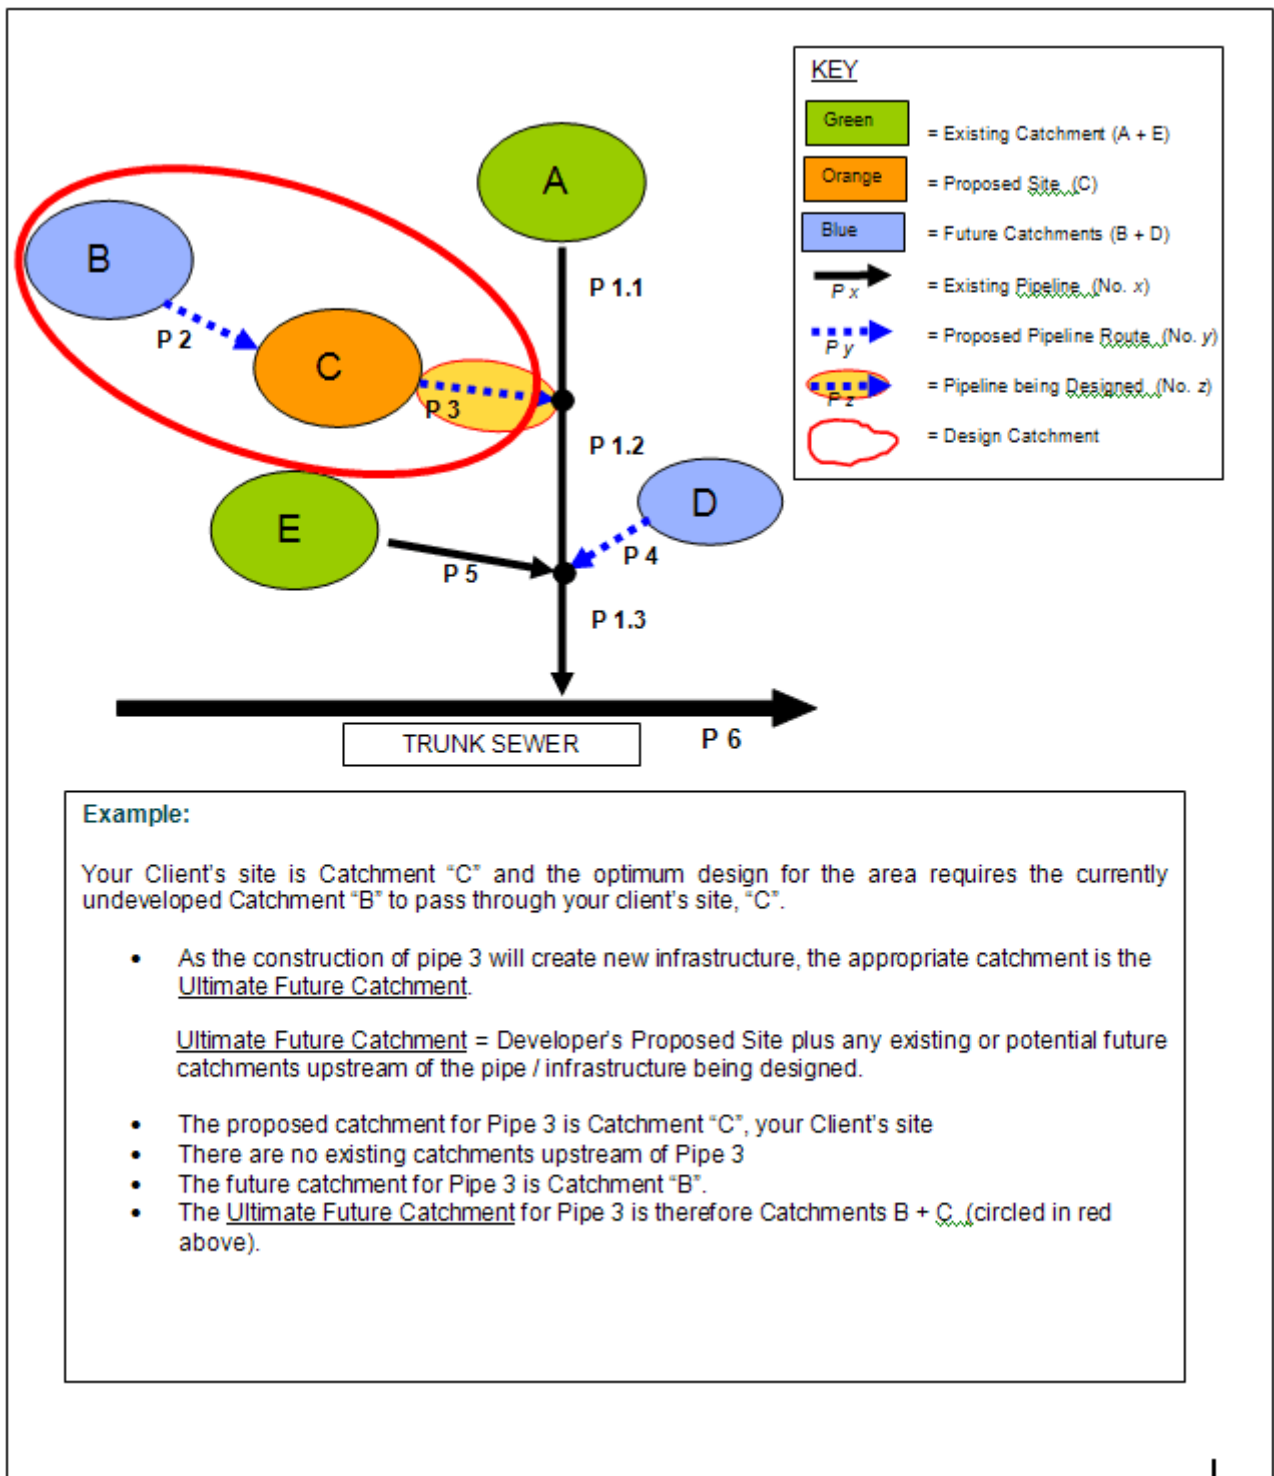 KEY
Green
= Existing Catchment (A + E)
Orange
= Proposed Site (C)
Blue
= Future Catchments (B + D)
P x
= Existing Pipeline (No. x)
P y
= Proposed Pipeline Route (No. y)
P z
= Pipeline being Designed (No. z)
= Design Catchment
A
B
P 1.1
P 2
C
P 3
P 1.2
D
E
P 4
P 5
P 1.3
TRUNK SEWER
P 6
Example:
Your Client's site is Catchment “C” and the optimum design for the area requires the currently
undeveloped Catchment “B” to pass through your client's site, “C”.
• As the construction of pipe 3 will create new infrastructure, the appropriate catchment is the
Ultimate Future Catchment.
Ultimate Future Catchment = Developer's Proposed Site plus any existing or potential future
catchments upstream of the pipe / infrastructure being designed.
• The proposed catchment for Pipe 3 is Catchment “C”, your Client's site
• There are no existing catchments upstream of Pipe 3
• The future catchment for Pipe 3 is Catchment “B”.
• The Ultimate Future Catchment for Pipe 3 is therefore Catchments B + C (circled in red
above).